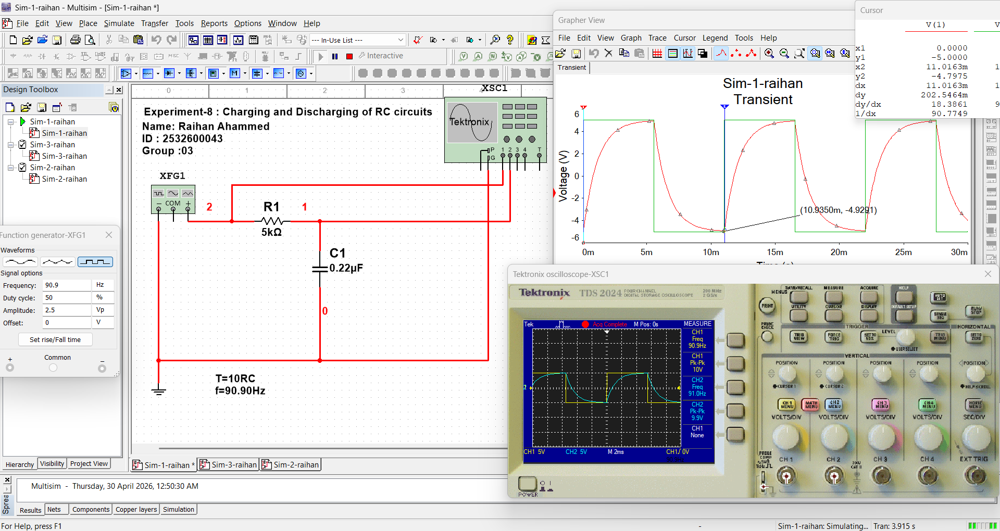 Sim-1-raihan - Multisim - [Sim-1-raihan *]
File Edit View Place Simulate Transfer Tools Reports Options Window Help
--- In-Use List ---
MISC
Interactive
Design Toolbox
Sim-1-raihan
Sim-1-raihan
Sim-3-raihan
Sim-3-raihan
Sim-2-raihan
Sim-2-raihan
0 1 2 3 4
Experiment-8 : Charging and Discharging of RC circuits
Name: Raihan Ahammed
ID : 2532600043
Group :03
XSC1
Tektronix
P
G
1 2 3 4 T
XFG1
COM
2
R1
5kΩ
1
C1
0.22µF
0
T=10RC
f=90.90Hz
Function generator-XFG1
Waveforms
Signal options
Frequency: 90.9 Hz
Duty cycle: 50 %
Amplitude: 2.5 Vp
Offset: 0 V
Set rise/Fall time
+ Common −
Hierarchy Visibility Project View
Sim-1-raihan * Sim-3-raihan Sim-2-raihan
Multisim - Thursday, 30 April 2026, 12:50:30 AM
Sprea
Results Nets Components Copper layers Simulation
For Help, press F1
- Sim-1-raihan: Simulating... Tran: 3.915 s
Grapher View
File Edit View Graph Trace Cursor Legend Tools Help
Transient
Sim-1-raihan
Transient
Voltage (V)
6
4
2
0
-2
-4
-6
0m 5m 10m 15m 20m 25m 30m
(10.9350m, -4.9291)
Time (s)
Cursor
V(1) V
x1 0.0000
y1 -5.0000
x2 11.0163m 1
y2 -4.7975
dx 11.0163m 1
dy 202.5464m
dy/dx 18.3861 9
1/dx 90.7749
Tektronix oscilloscope-XSC1
Tektronix TDS 2024 FOUR CHANNEL DIGITAL STORAGE OSCILLOSCOPE 200 MHz 2 GS/s
Tek Acq Complete M Pos: 0s MEASURE
CH1
Freq
90.9Hz
CH1
Pk-Pk
10V
CH2
Freq
91.0Hz
CH2
Pk-Pk
9.9V
CH1
None
CH1 5V CH2 5V M 2ms CH1 0V
POWER
MENUS
SAVE/RECALL MEASURE ACQUIRE HELP
AUTO SET
PRINT
UTILITY CURSOR DISPLAY DEFAULT SETUP
SINGLE SEQ
RUN/STOP
PROBE CHECK
TRIGGER
TRIG VIEW FORCE TRIG SET TO 50% LEVEL TRIG MENU
USER SELECT
HORIZONTAL
SET TO ZERO
VERTICAL
POSITION POSITION POSITION POSITION POSITION
CURSOR 1 CURSOR 2 HELP SCROLL
CH 1 MENU MATH MENU CH 2 MENU CH 3 MENU CH 4 MENU HORIZ MENU
VOLTS/DIV VOLTS/DIV VOLTS/DIV VOLTS/DIV SEC/DIV
PROBE COMP
CH 1 CH 2 CH 3 CH 4 EXT TRIG
300V
CAT II